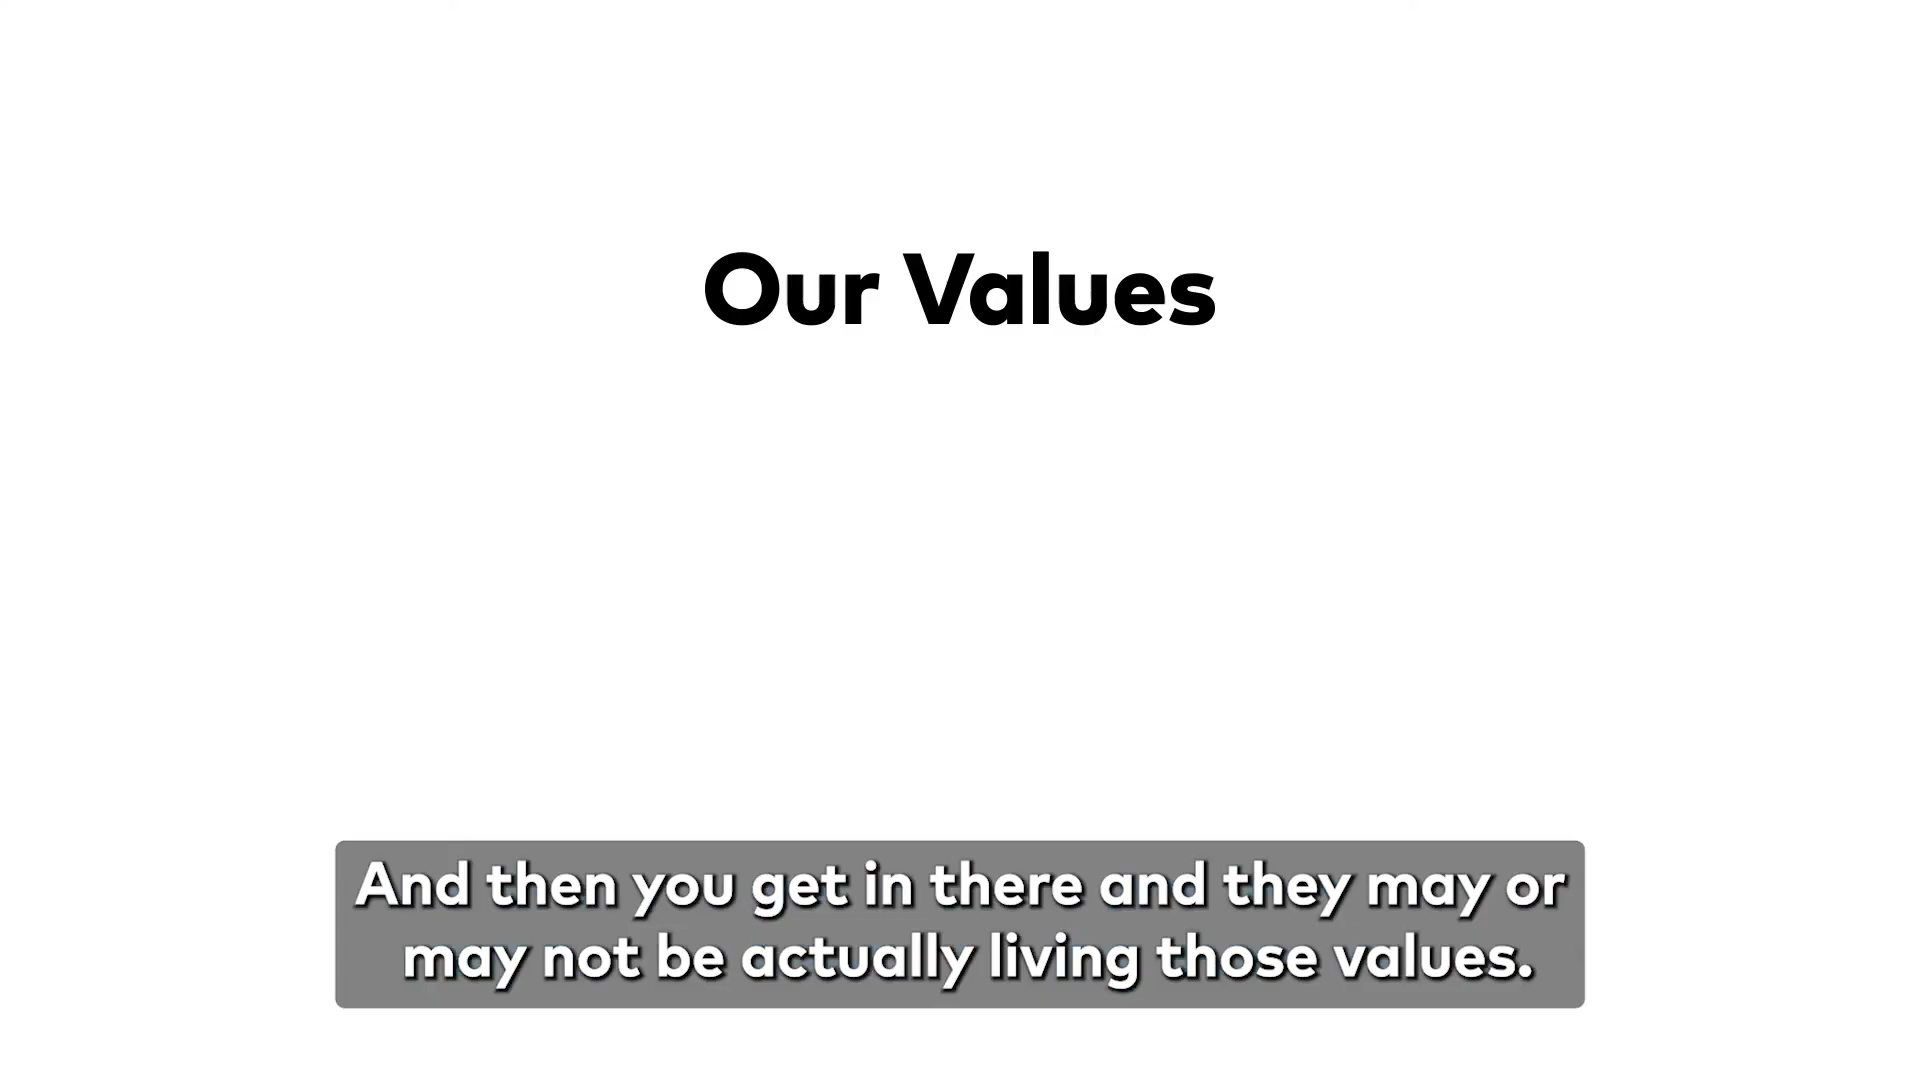 Our Values
And then you get in there and they may or
may not be actually living those values.